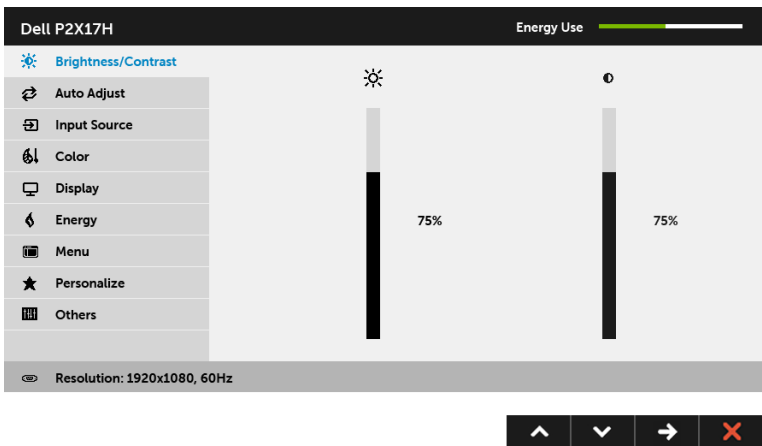 Dell P2X17H
Energy Use
Brightness/Contrast
Auto Adjust
Input Source
Color
Display
Energy
Menu
Personalize
Others
75%
75%
Resolution: 1920x1080, 60Hz